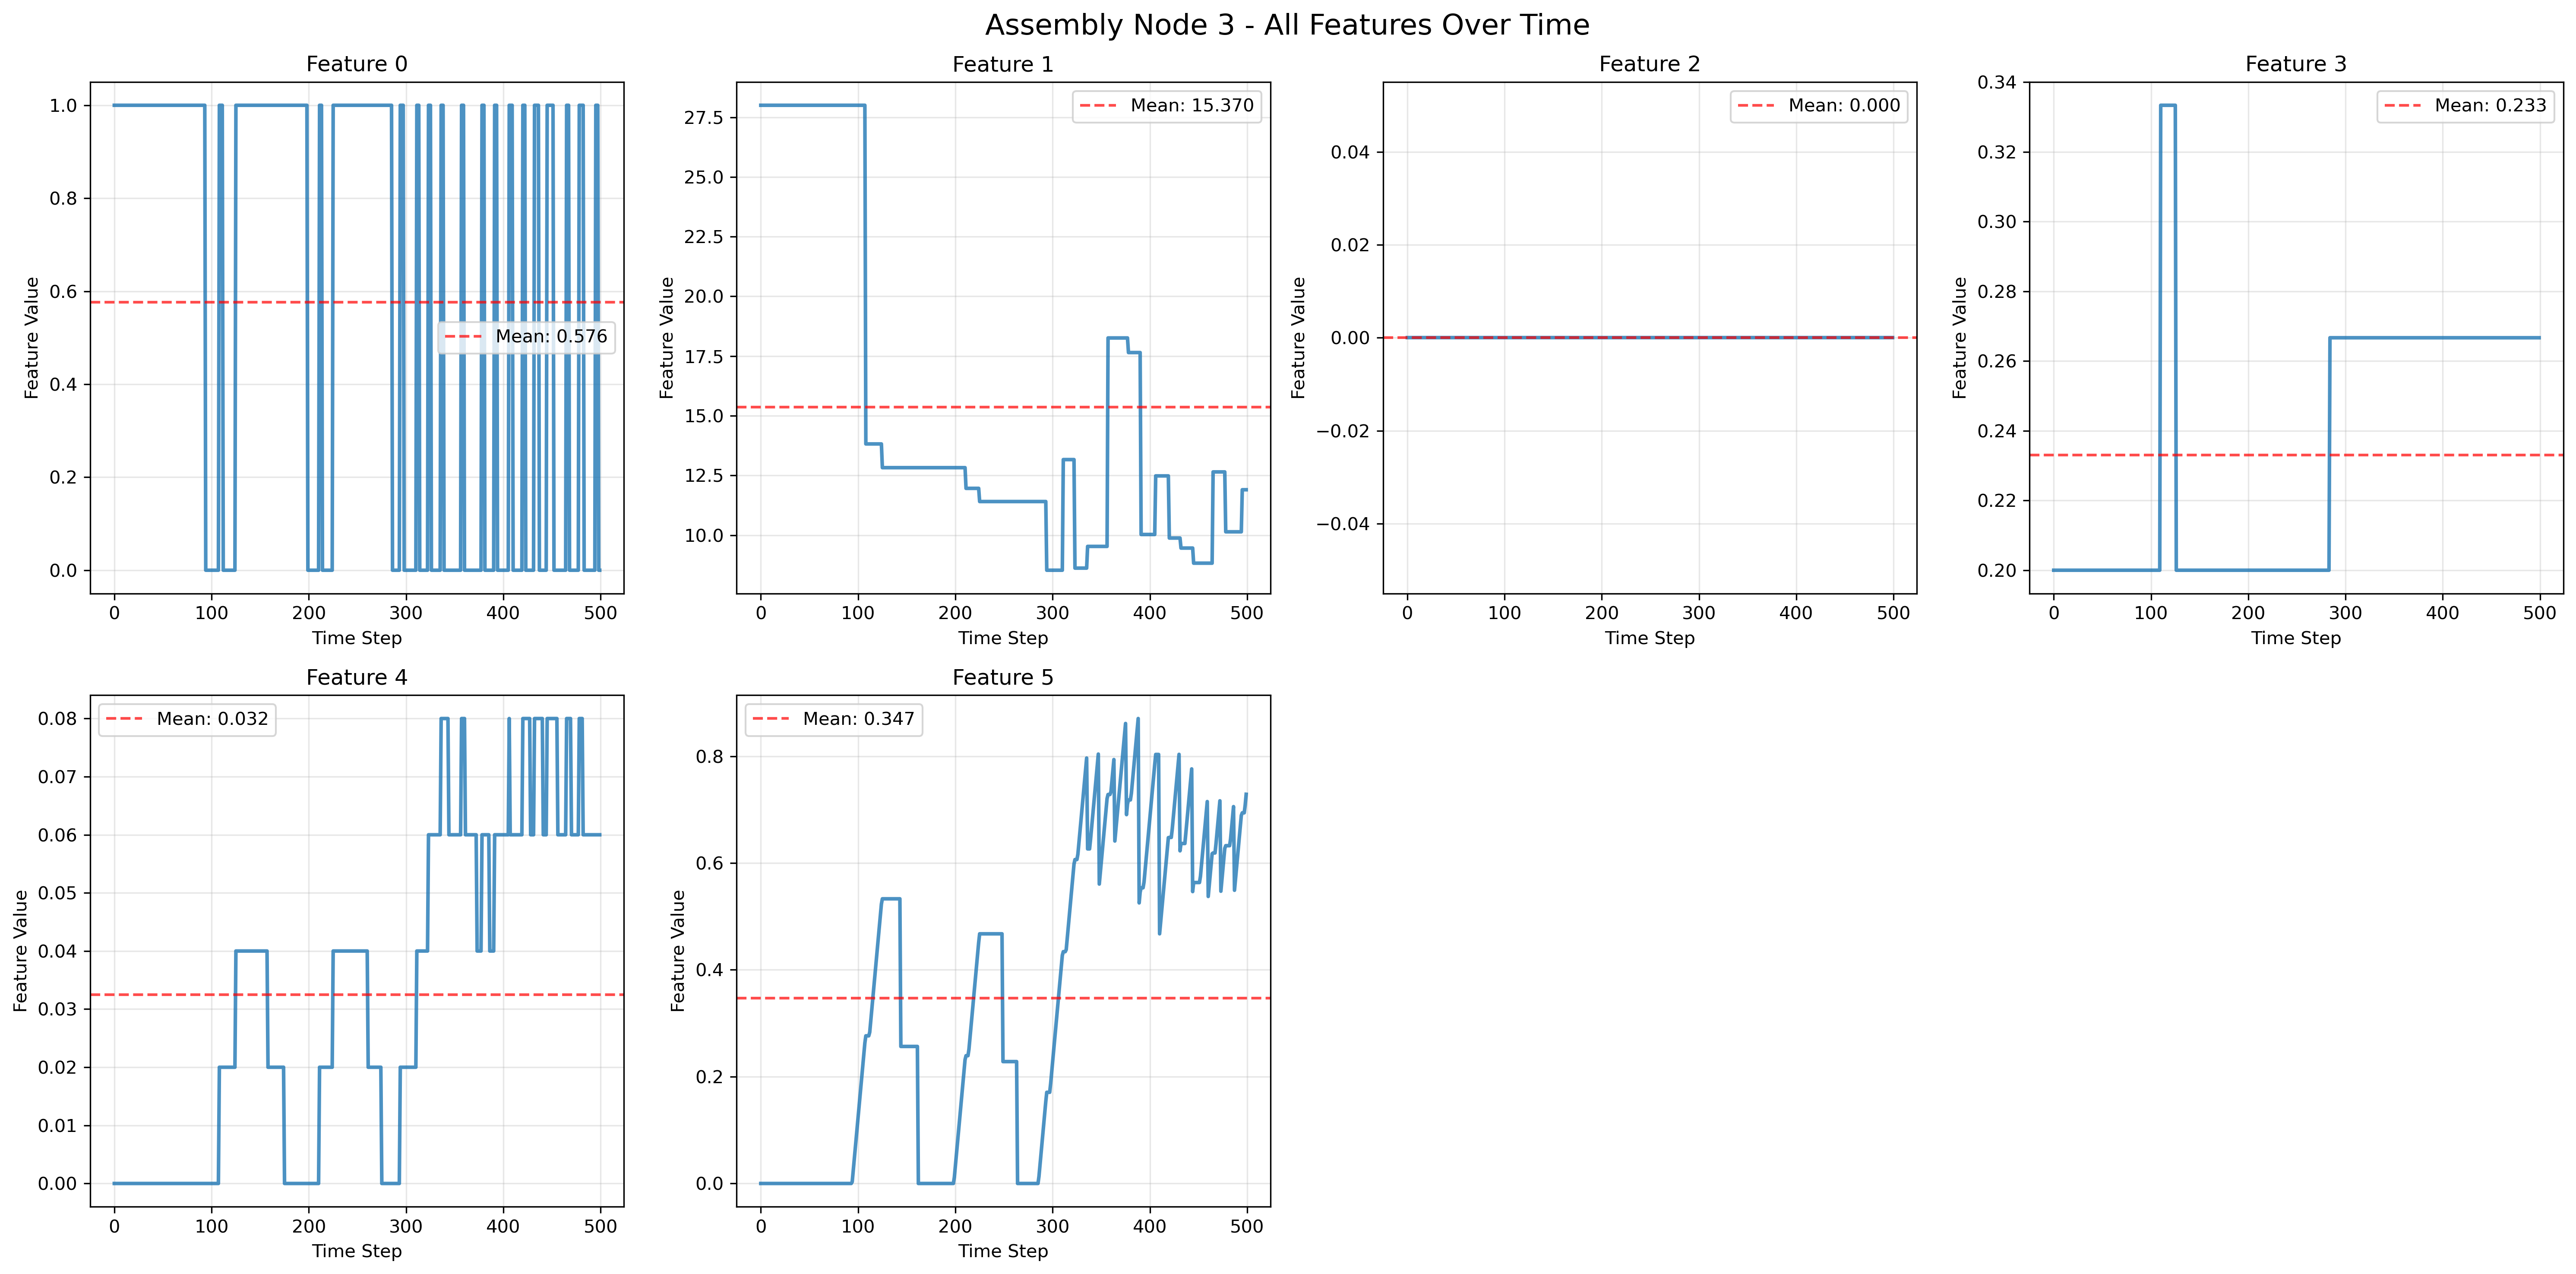 Assembly Node 3 - All Features Over Time
Feature 0
1.0
0.8
0.6
0.4
0.2
0.0
Feature Value
Mean: 0.576
0 100 200 300 400 500
Time Step
Feature 1
27.5
25.0
22.5
20.0
17.5
15.0
12.5
10.0
Feature Value
Mean: 15.370
0 100 200 300 400 500
Time Step
Feature 2
0.04
0.02
0.00
−0.02
−0.04
Feature Value
Mean: 0.000
0 100 200 300 400 500
Time Step
Feature 3
0.34
0.32
0.30
0.28
0.26
0.24
0.22
0.20
Feature Value
Mean: 0.233
0 100 200 300 400 500
Time Step
Feature 4
0.08
0.07
0.06
0.05
0.04
0.03
0.02
0.01
0.00
Feature Value
Mean: 0.032
0 100 200 300 400 500
Time Step
Feature 5
0.8
0.6
0.4
0.2
0.0
Feature Value
Mean: 0.347
0 100 200 300 400 500
Time Step